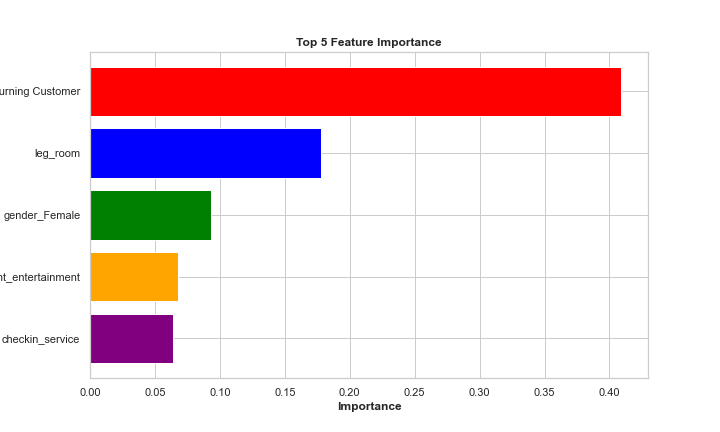 Top 5 Feature Importance
urning Customer
leg_room
gender_Female
nt_entertainment
checkin_service
0.00 0.05 0.10 0.15 0.20 0.25 0.30 0.35 0.40
Importance